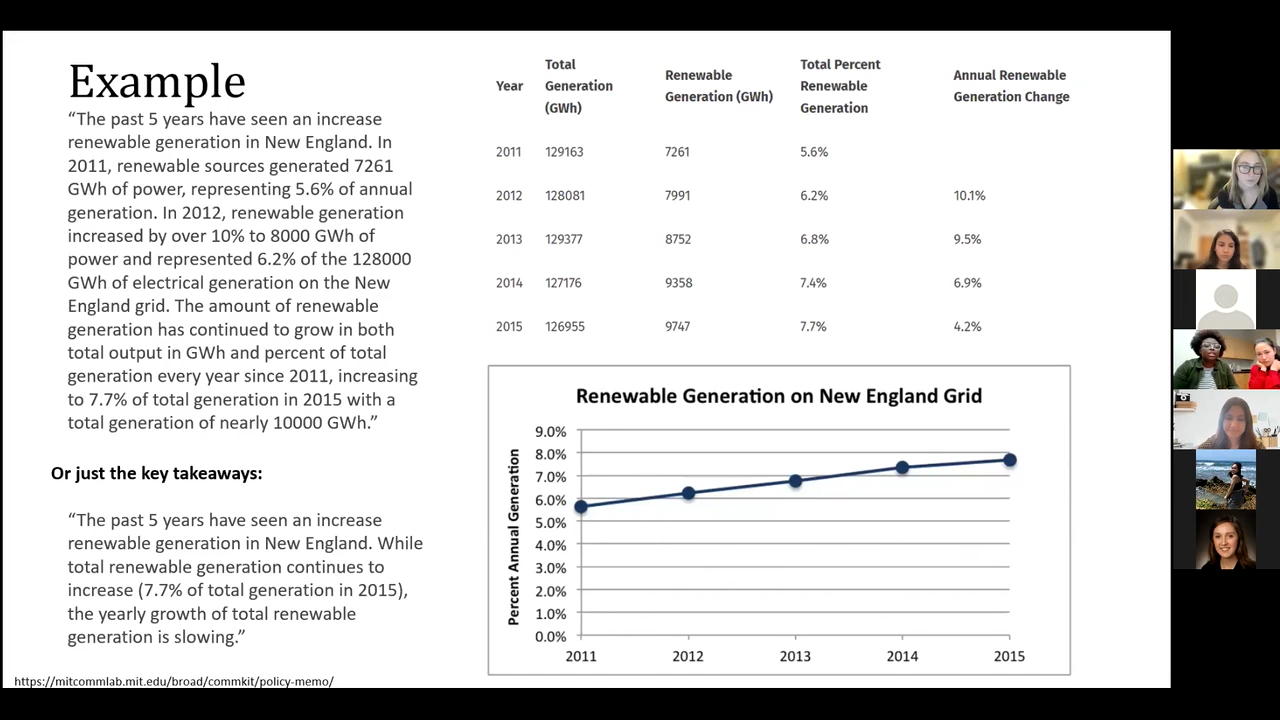 Example
“The past 5 years have seen an increase
renewable generation in New England. In
2011, renewable sources generated 7261
GWh of power, representing 5.6% of annual
generation. In 2012, renewable generation
increased by over 10% to 8000 GWh of
power and represented 6.2% of the 128000
GWh of electrical generation on the New
England grid. The amount of renewable
generation has continued to grow in both
total output in GWh and percent of total
generation every year since 2011, increasing
to 7.7% of total generation in 2015 with a
total generation of nearly 10000 GWh.”
Or just the key takeaways:
“The past 5 years have seen an increase
renewable generation in New England. While
total renewable generation continues to
increase (7.7% of total generation in 2015),
the yearly growth of total renewable
generation is slowing.”
https://mitcommlab.mit.edu/broad/commkit/policy-memo/
Year Total Generation (GWh) Renewable Generation (GWh) Total Percent Renewable Generation Annual Renewable Generation Change
2011 129163 7261 5.6%
2012 128081 7991 6.2% 10.1%
2013 129377 8752 6.8% 9.5%
2014 127176 9358 7.4% 6.9%
2015 126955 9747 7.7% 4.2%
Renewable Generation on New England Grid
Percent Annual Generation
9.0%
8.0%
7.0%
6.0%
5.0%
4.0%
3.0%
2.0%
1.0%
0.0%
2011 2012 2013 2014 2015